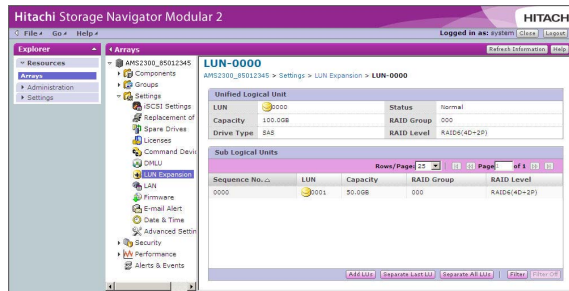 Hitachi Storage Navigator Modular 2
HITACH
File Go Help
Logged in as: system Close Logout
Explorer
Arrays
Refresh Information Help
Resources
Arrays
Administration
Settings
AMS2300_85012345
Components
Groups
Settings
iSCSI Settings
Replacement of
Spare Drives
Licenses
Command Devi
DMLU
LUN Expansion
LAN
Firmware
E-mail Alert
Date & Time
Advanced Settin
Security
Performance
Alerts & Events
LUN-0000
AMS2300_85012345 > Settings > LUN Expansion > LUN-0000
Unified Logical Unit
LUN 0000 Status Normal
Capacity 100.0GB RAID Group 000
Drive Type SAS RAID Level RAID6(4D+2P)
Sub Logical Units
Rows/Page: 25 Page 1 of 1
Sequence No. LUN Capacity RAID Group RAID Level
0000 0001 50.0GB 000 RAID6(4D+2P)
Add LUs Separate Last LU Separate All LUs | Filter Filter Off